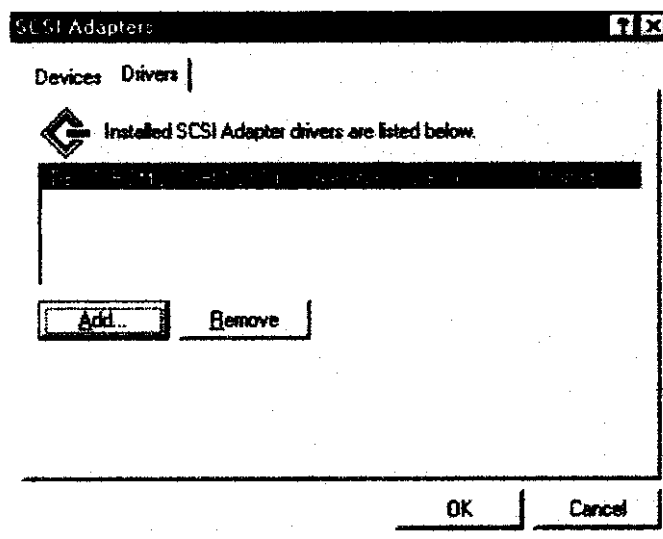 SCSI Adapters
Devices Drivers
Installed SCSI Adapter drivers are listed below.
Add... Remove
OK Cancel